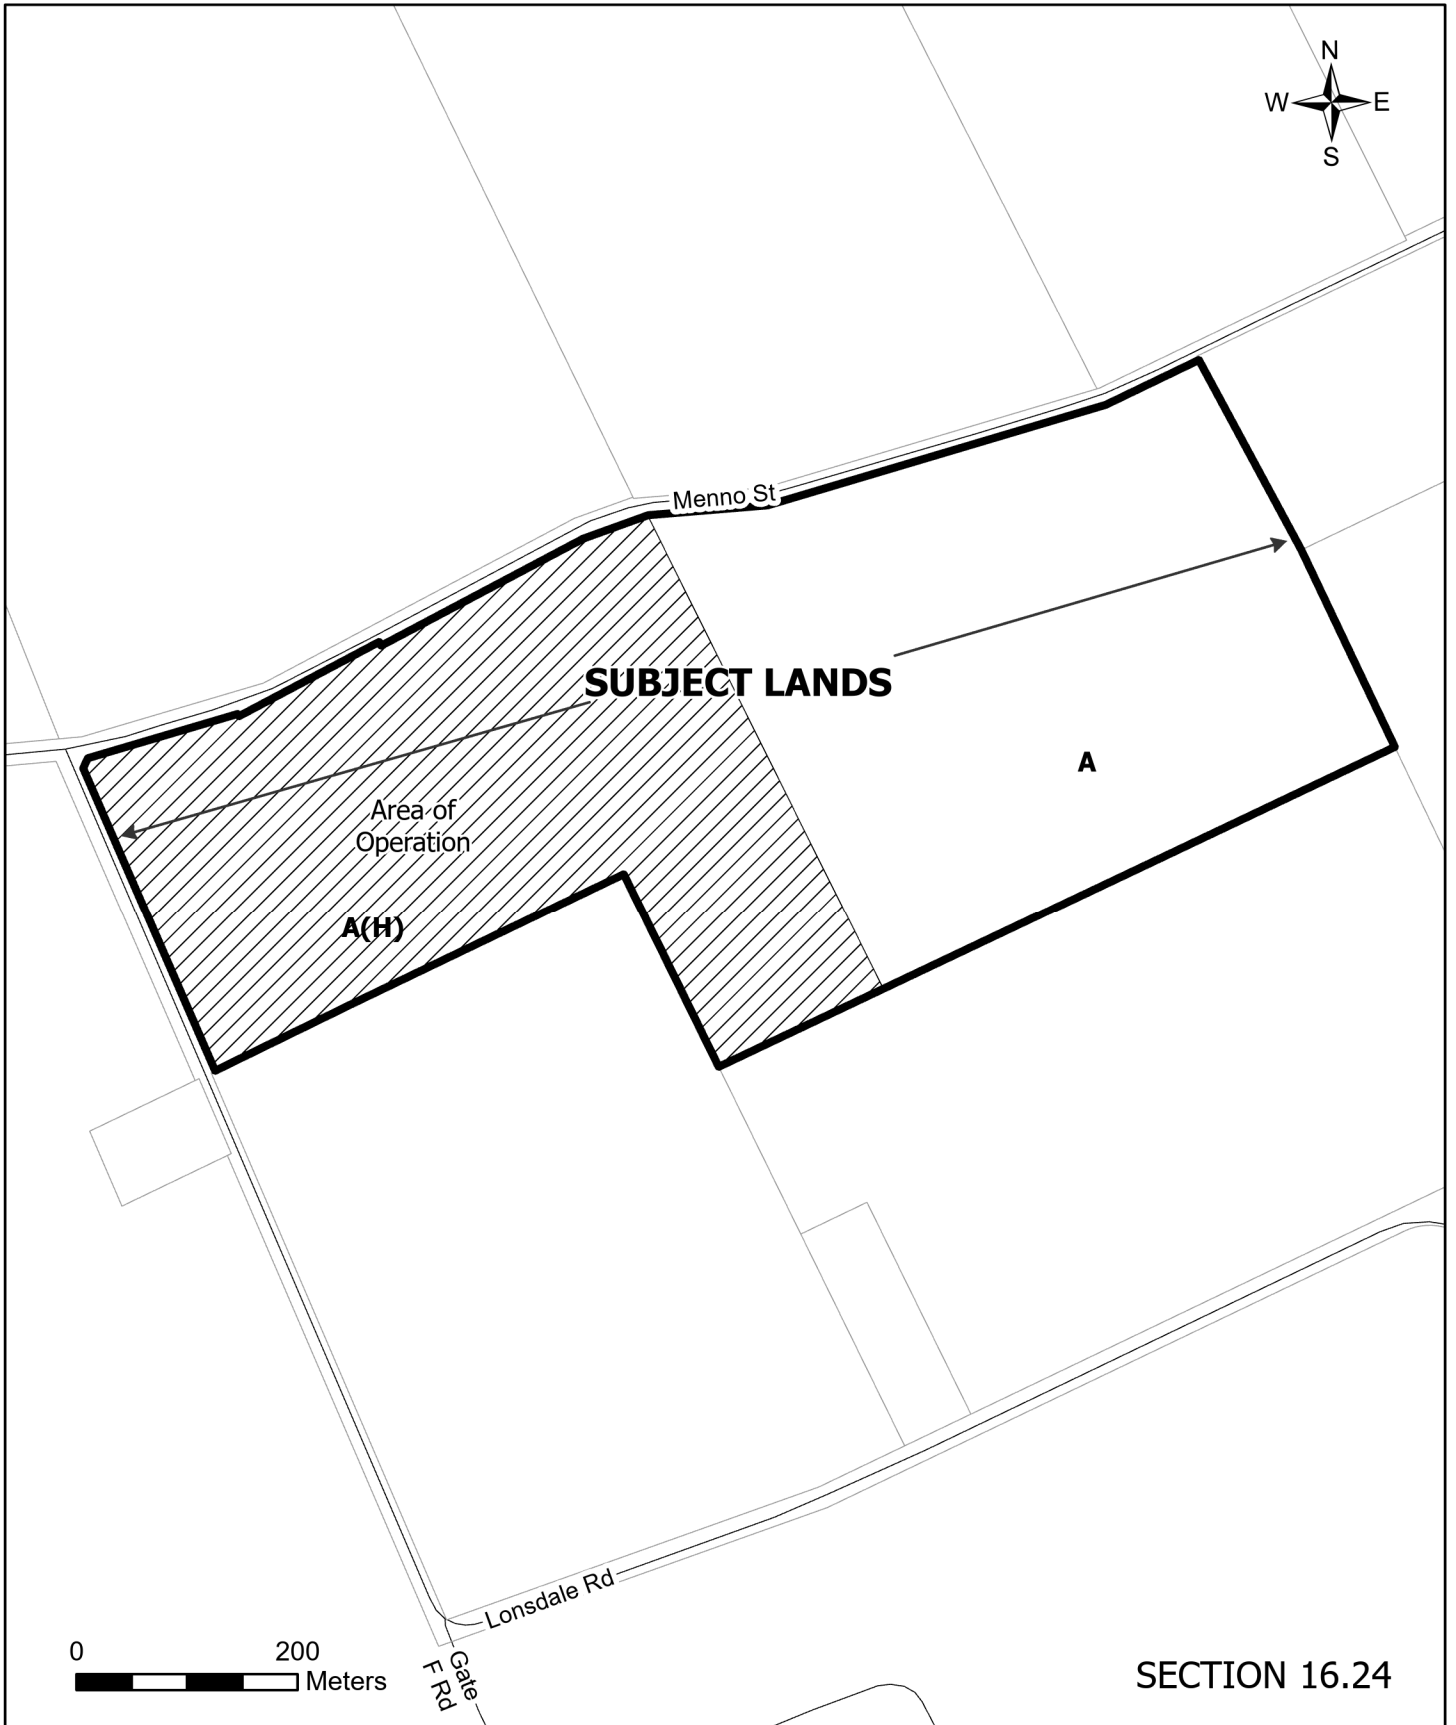 N
W E
S
Menno St
SUBJECT LANDS
A
Area of
Operation
A(H)
Lonsdale Rd
Gate
F Rd
0 200
Meters
SECTION 16.24